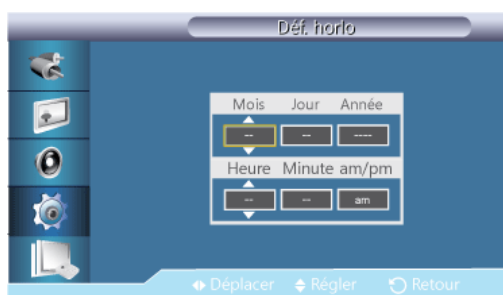 Déf. horlo
Mois Jour Année
-- -- ----
Heure Minute am/pm
-- -- am
Déplacer Régler Retour